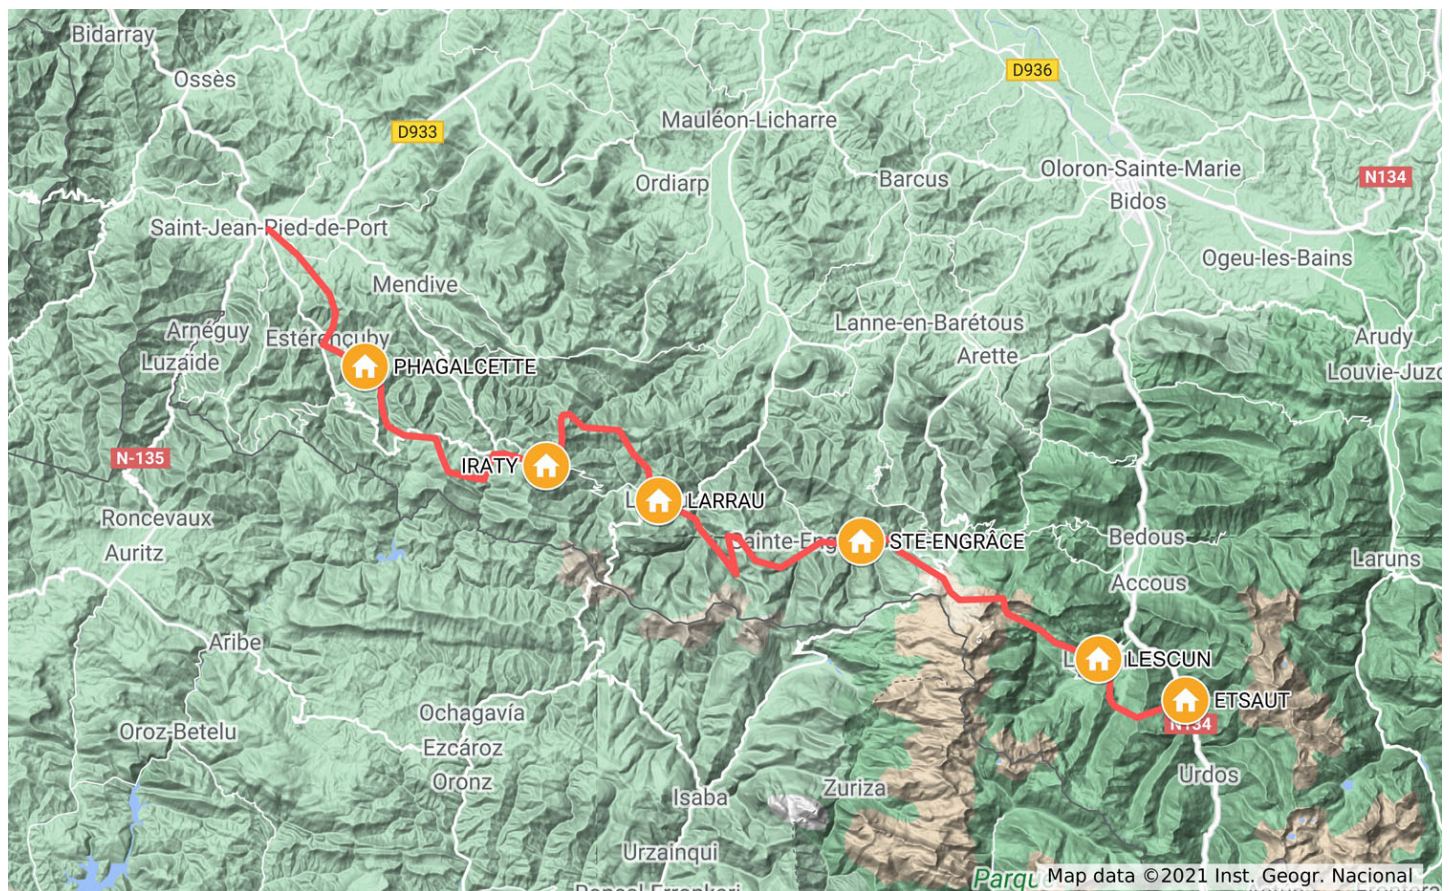 Bidarray
Ossès
D936
D933
Mauléon-Licharre
Oloron-Sainte-Marie
N134
Ordiarp
Barcus
Bidos
Saint-Jean-Pied-de-Port
Ogeu-les-Bains
Mendive
Lanne-en-Barétous
Arnéguy
Estérençuby
Arudy
Luzaide
Arette
PHAGALCETTE
Louvie-Juzo
N-135
IRATY
LARRAU
Roncevaux
Bedous
STE-ENGRÂCE
Auritz
Laruns
Accous
Aribe
LESCUN
ETSAUT
Ochagavía
N134
Oroz-Betelu
Ezcároz
Urdos
Oronz
Zuriza
Isaba
Urzainqui
Map data ©2021 Inst. Geogr. Nacional